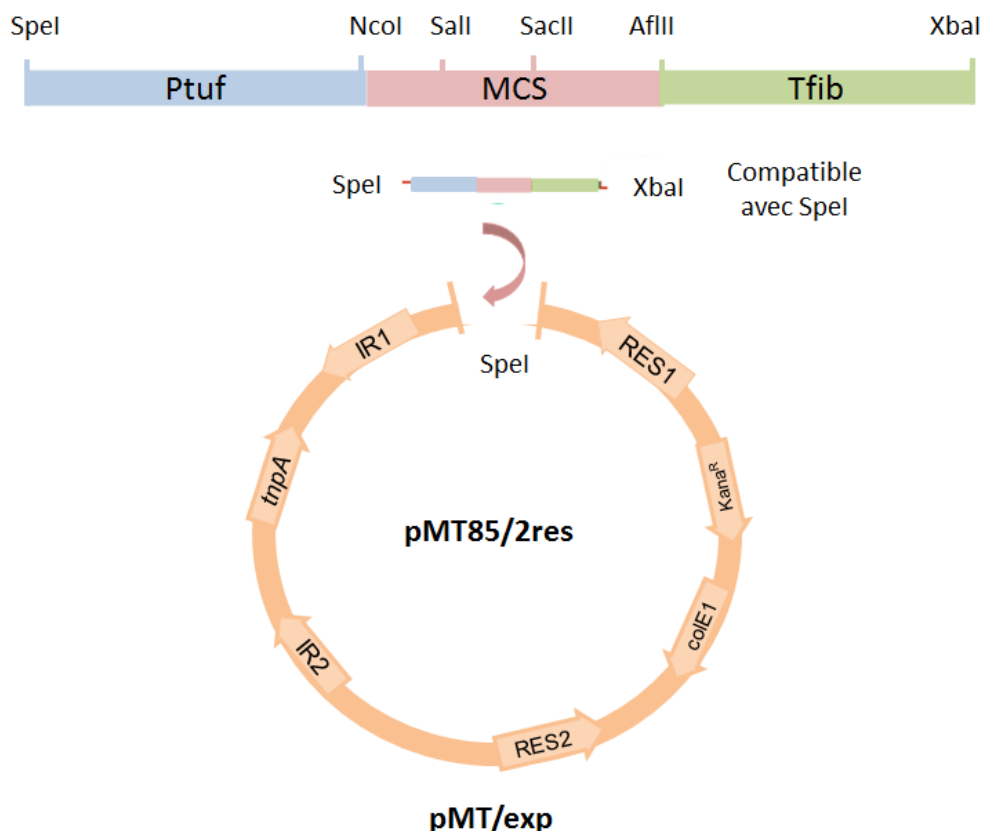 SpeI NcoI SalI SacII AflII XbaI
Ptuf MCS Tfib
SpeI XbaI Compatible
avec SpeI
SpeI
IR1
RES1
tnpA
KanaR
pMT85/2res
colE1
IR2
RES2
pMT/exp